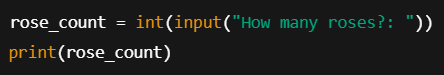 rose_count = int(input("How many roses?: "))
print(rose_count)